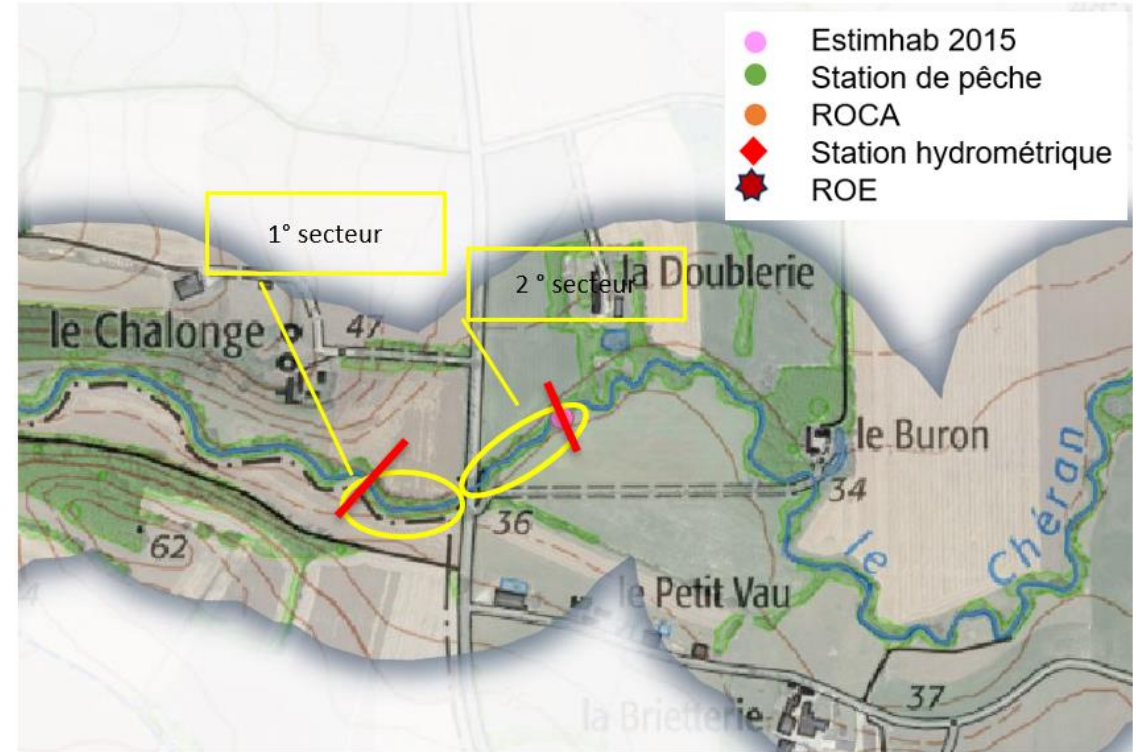 Estimhab 2015
Station de pêche
ROCA
Station hydrométrique
ROE
1° secteur
2 ° secteur
la Doublerie
le Chalonge
47
le Buron
34
36
62
le Chéran
le Petit Vau
37
la Brietterie